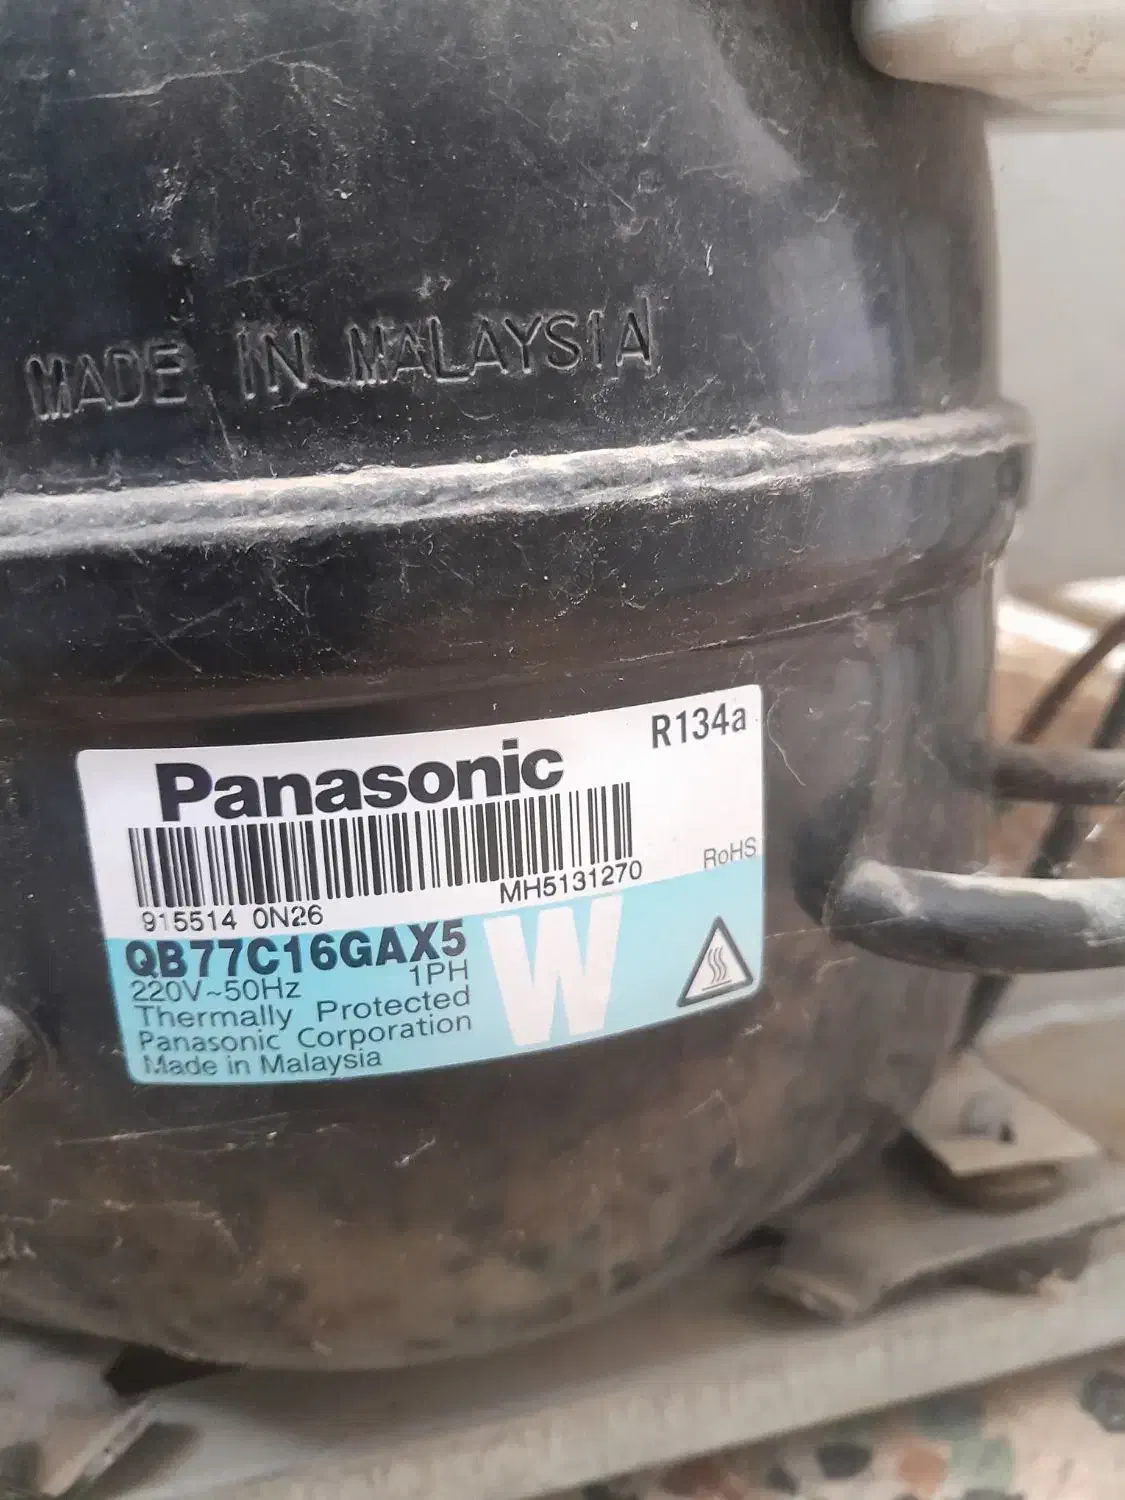 MADE IN MALAYSIA
R134a
Panasonic
MH5131270
RoHS
915514 0N26
QB77C16GAX5
W
220V~50Hz 1PH
Thermally Protected
Panasonic Corporation
Made in Malaysia